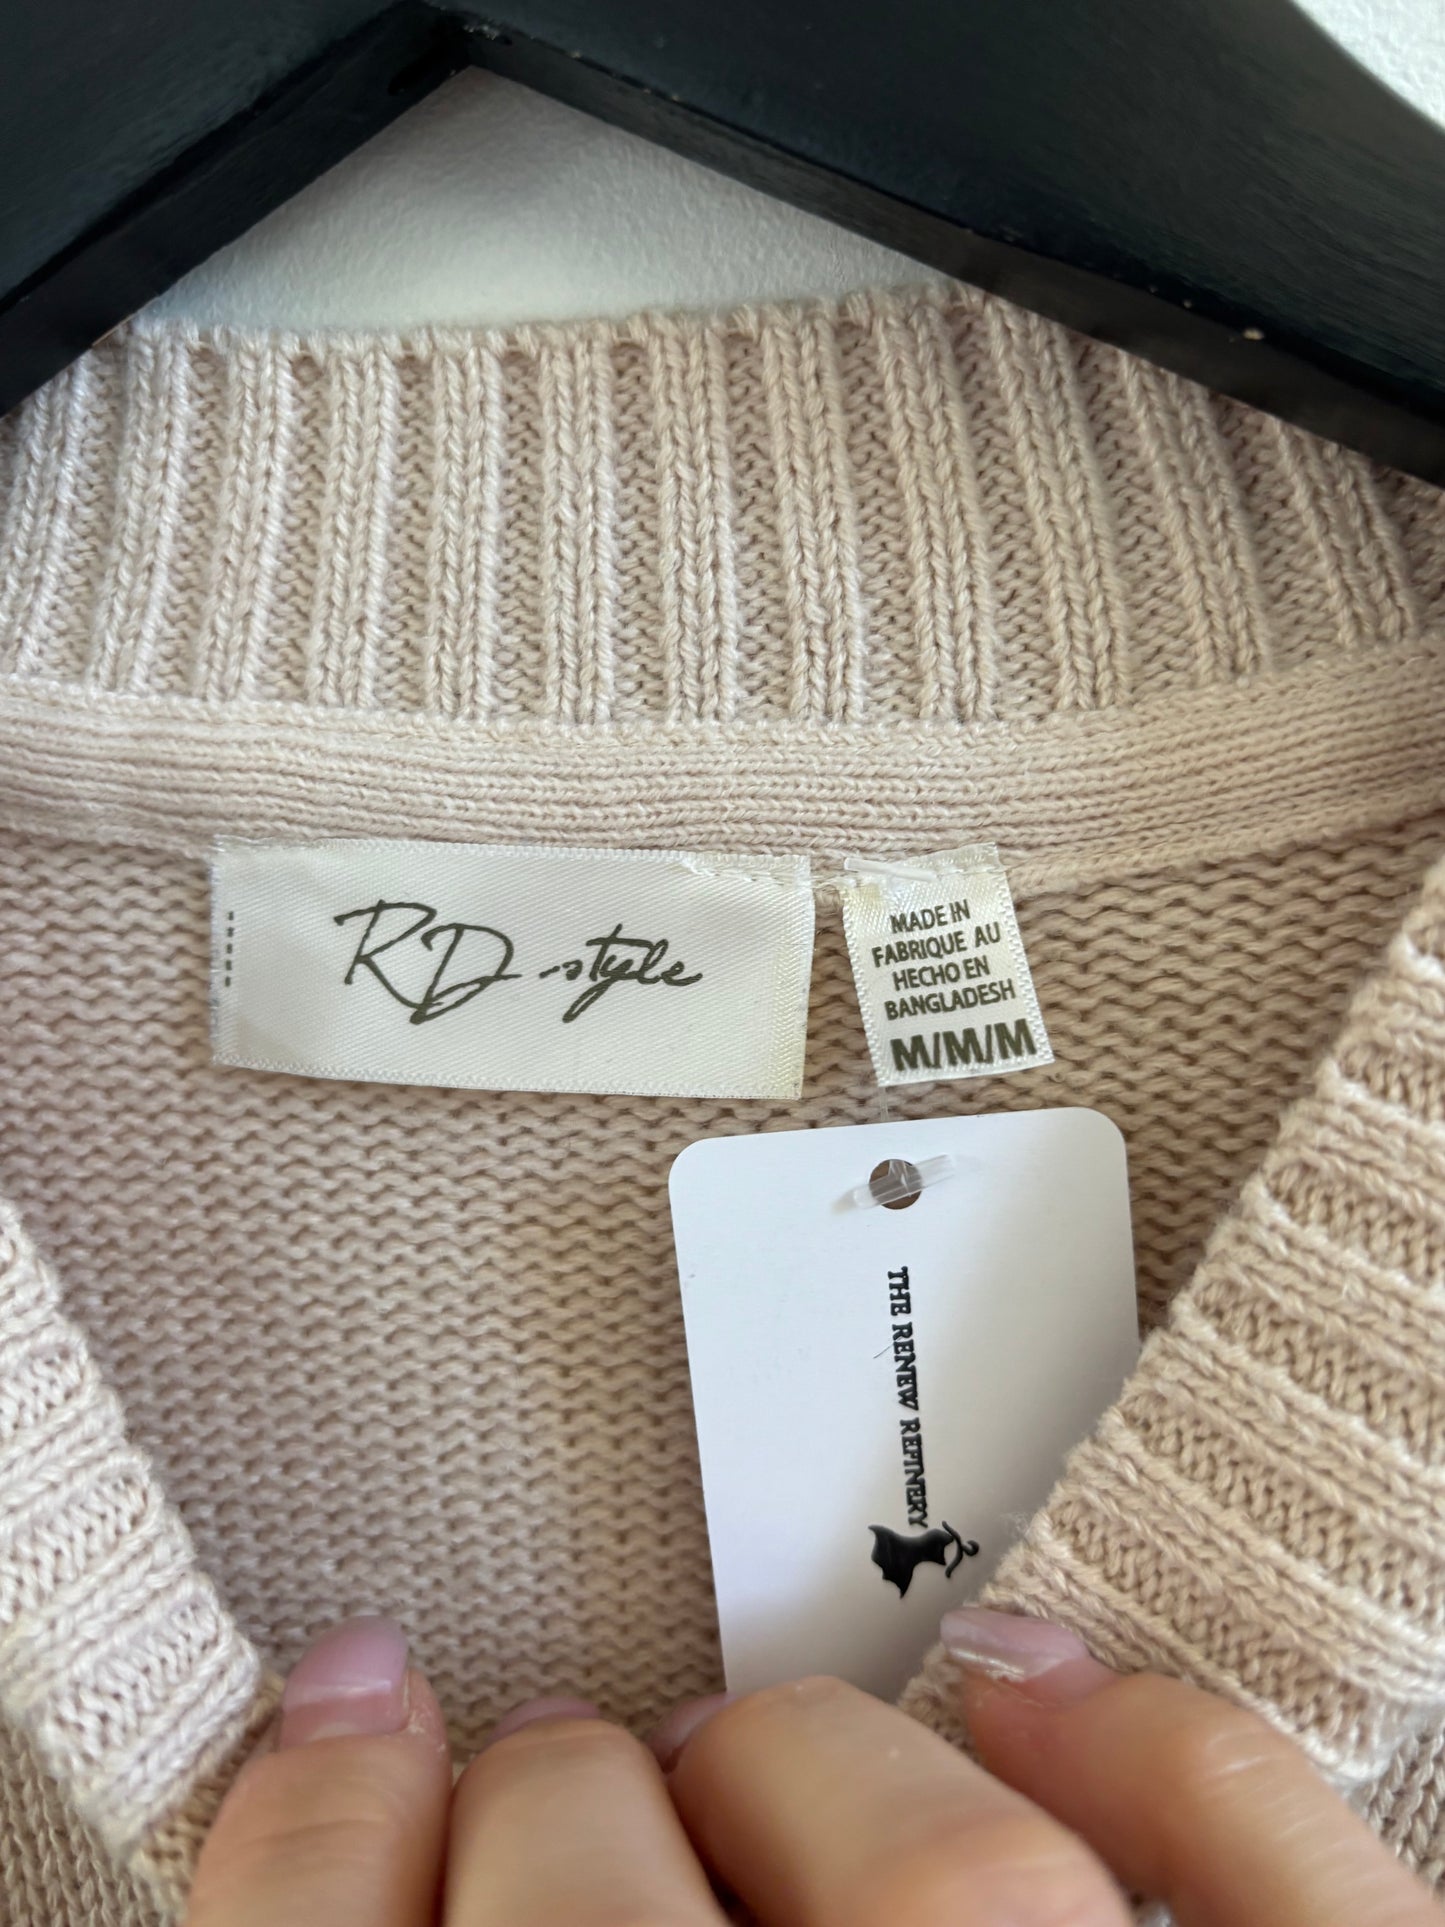 RD style
MADE IN
FABRIQUE AU
HECHO EN
BANGLADESH
M/M/M
THE RENEW REFINERY